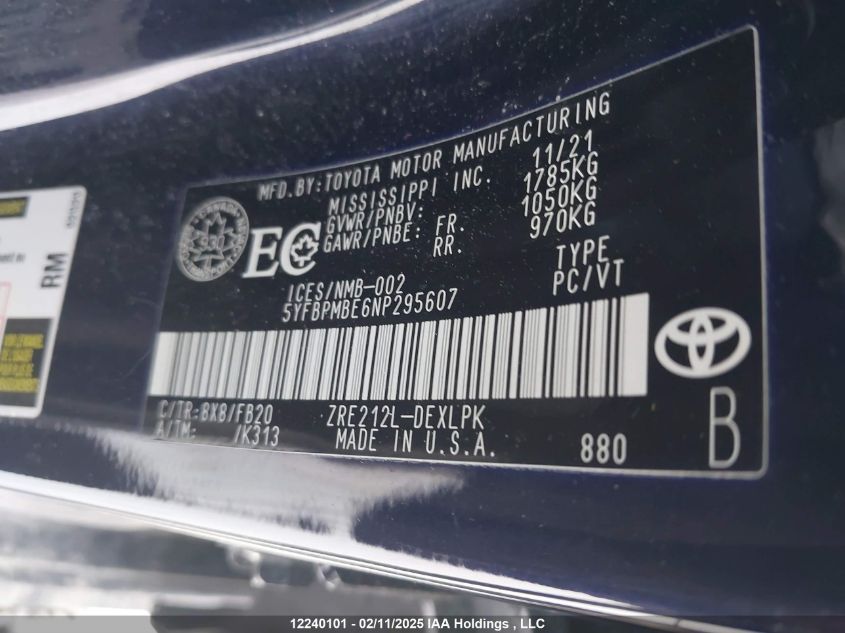 MFD.BY:TOYOTA MOTOR MANUFACTURING
MISSISSIPPI INC. 11/21
GVWR/PNBV: 1785KG
GAWR/PNBE: FR. 1050KG
RR. 970KG
330
EC
ICES/NMB-002
TYPE
5YFBPMBE6NP295607
PC/VT
C/TR:BX8/FB20
ZRE212L-DEXLPK
A/TM: /K313
MADE IN U.S.A.
880
B
RM
12240101 - 02/11/2025 IAA Holdings , LLC